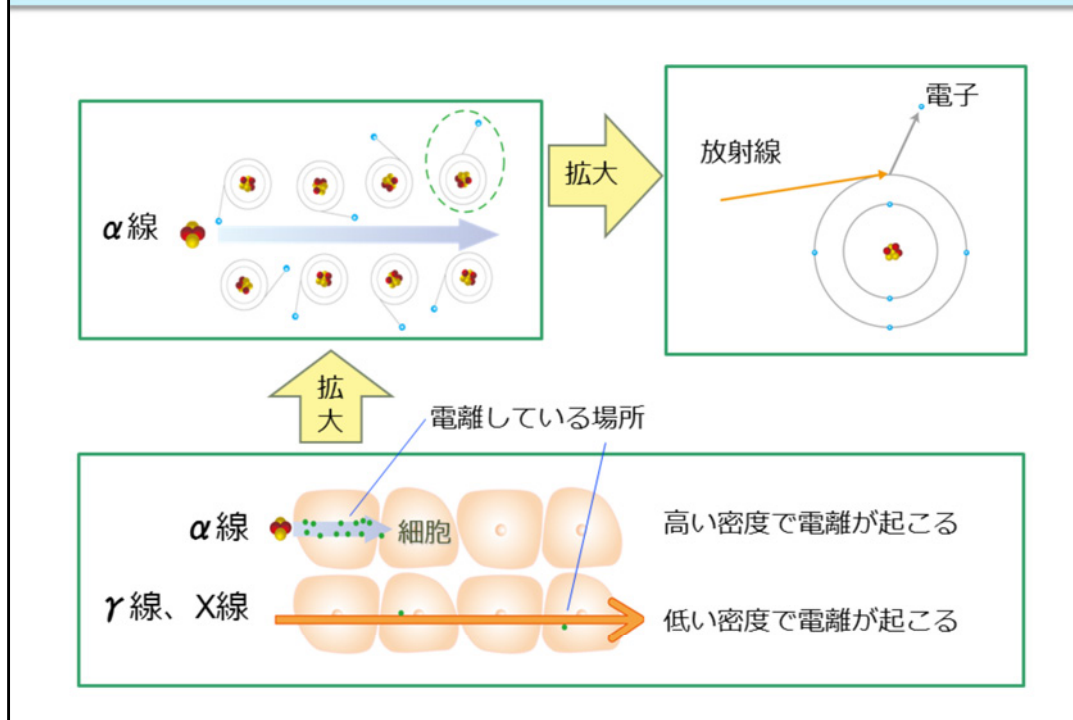 電子
放射線
拡大
α線
拡
大
電離している場所
α線
細胞
高い密度で電離が起こる
γ線、X線
低い密度で電離が起こる